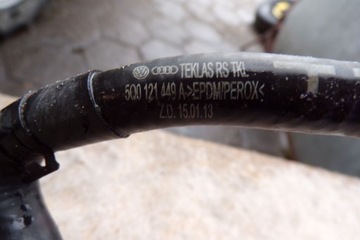 TEKLAS RS TKL
5Q0 121 449 A >EPDM/PEROX<
Z.D. 15.01.13